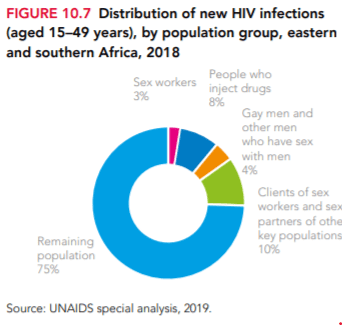 FIGURE 10.7 Distribution of new HIV infections
(aged 15–49 years), by population group, eastern
and southern Africa, 2018
Sex workers
3%
People who
inject drugs
8%
Gay men and
other men
who have sex
with men
4%
Clients of sex
workers and sex
partners of othe
key populations
10%
Remaining
population
75%
Source: UNAIDS special analysis, 2019.